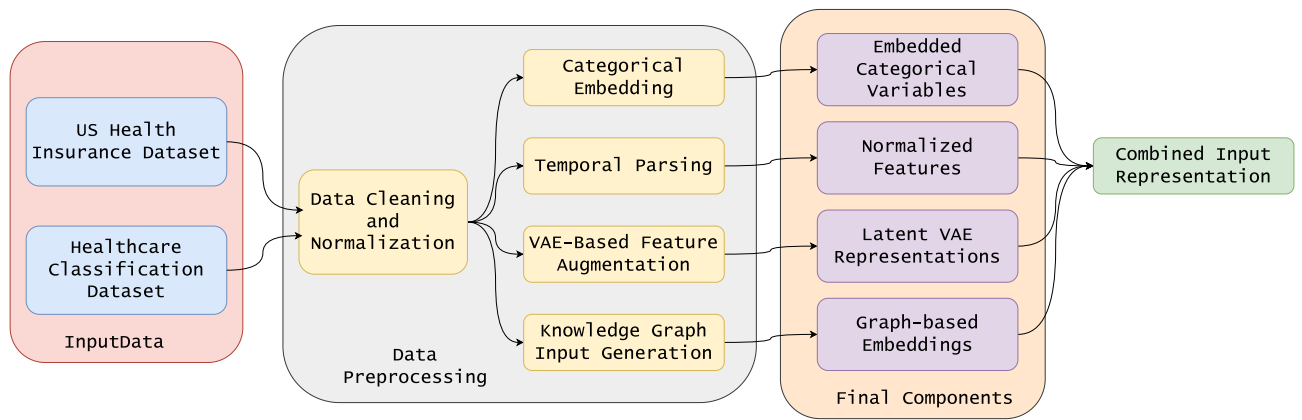 US Health
Insurance Dataset
Healthcare
Classification
Dataset
InputData
Data Cleaning
and
Normalization
Categorical
Embedding
Temporal Parsing
VAE-Based Feature
Augmentation
Knowledge Graph
Input Generation
Data
Preprocessing
Embedded
Categorical
Variables
Normalized
Features
Latent VAE
Representations
Graph-based
Embeddings
Final Components
Combined Input
Representation